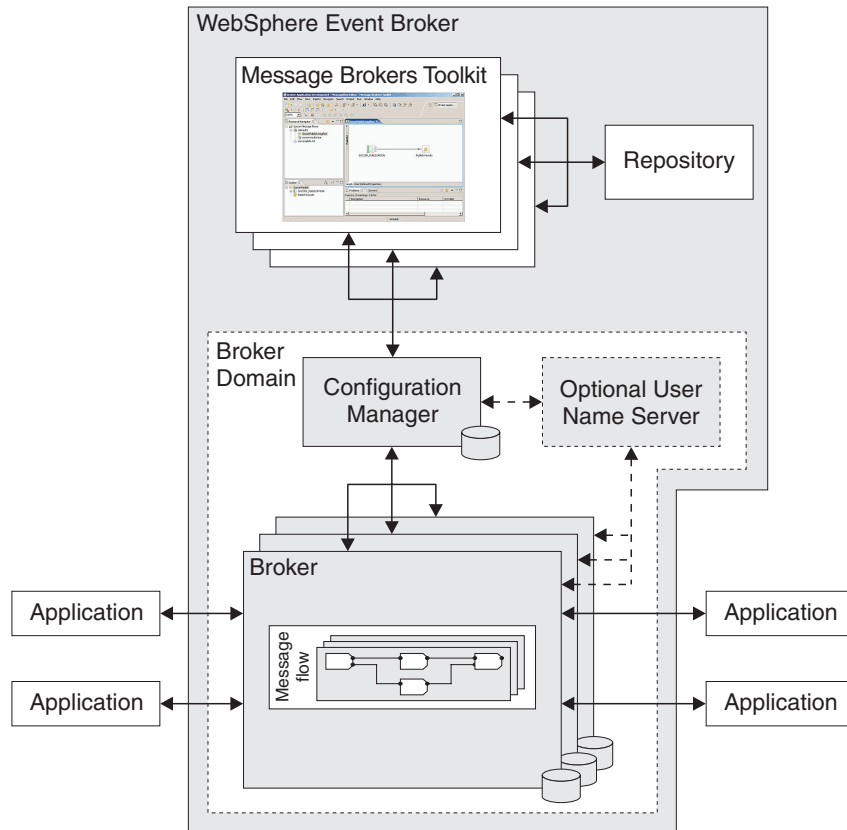 WebSphere Event Broker
Message Brokers Toolkit
Repository
Broker
Domain
Configuration
Manager
Optional User
Name Server
Broker
Application
Application
Message
flow
Application
Application